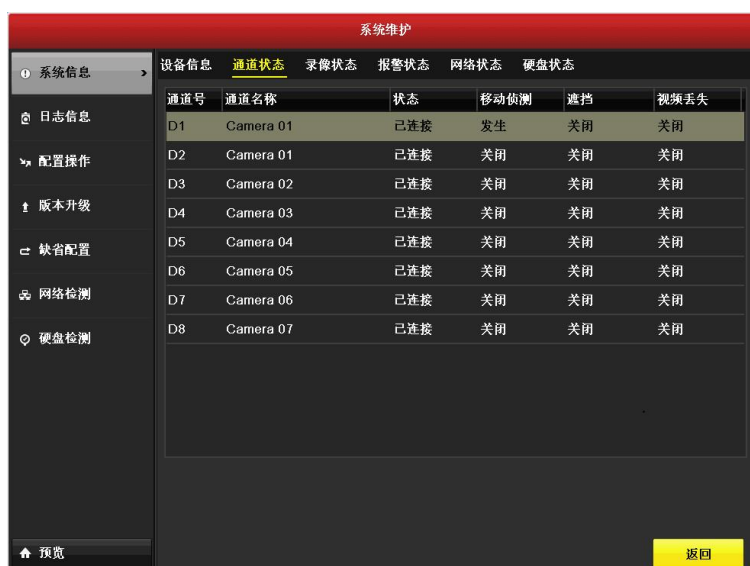 系统维护
系统信息
日志信息
配置操作
版本升级
缺省配置
网络检测
硬盘检测
预览
设备信息 通道状态 录像状态 报警状态 网络状态 硬盘状态
通道号 通道名称 状态 移动侦测 遮挡 视频丢失
D1 Camera 01 已连接 发生 关闭 关闭
D2 Camera 01 已连接 关闭 关闭 关闭
D3 Camera 02 已连接 关闭 关闭 关闭
D4 Camera 03 已连接 关闭 关闭 关闭
D5 Camera 04 已连接 关闭 关闭 关闭
D6 Camera 05 已连接 关闭 关闭 关闭
D7 Camera 06 已连接 关闭 关闭 关闭
D8 Camera 07 已连接 关闭 关闭 关闭
返回